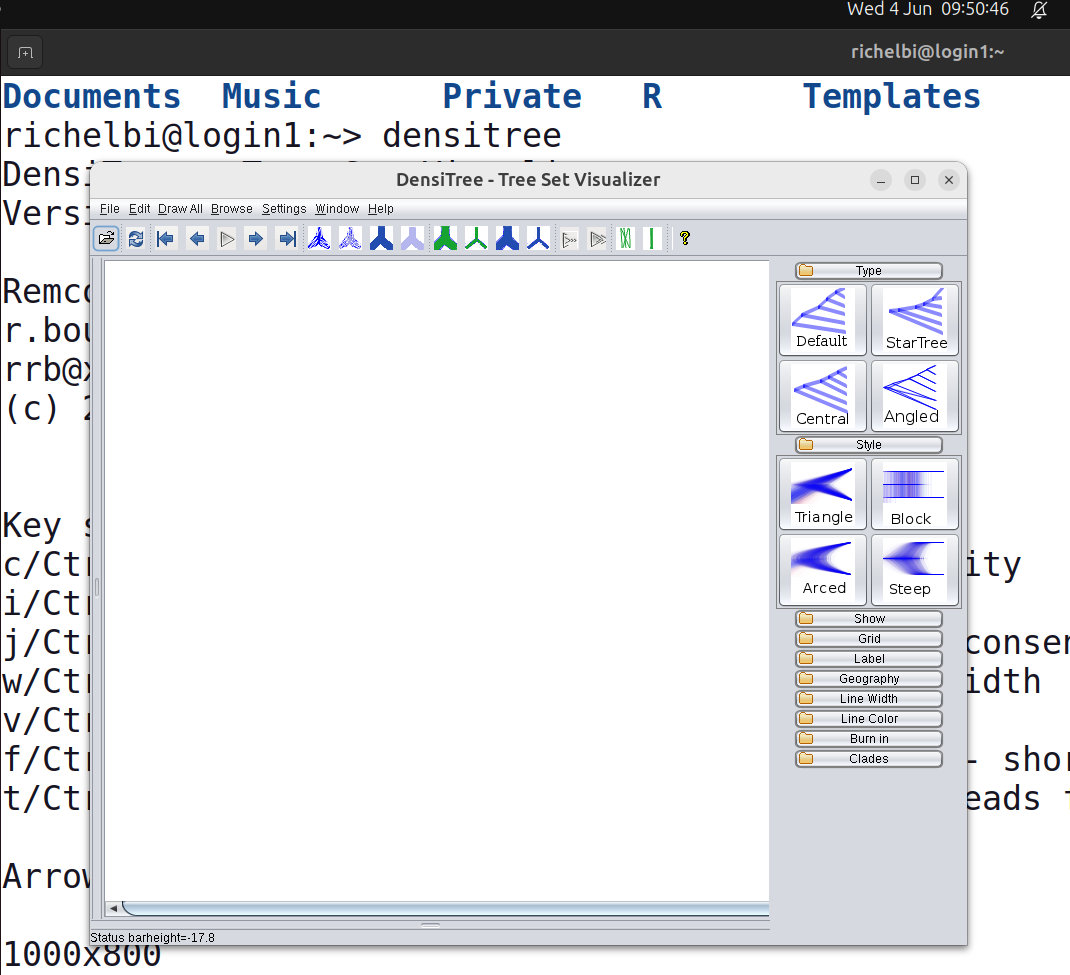 Wed 4 Jun 09:50:46
richelbi@login1:~
Documents Music Private R Templates
richelbi@login1:~> densitree
Densi
DensiTree - Tree Set Visualizer
Versi
File Edit Draw All Browse Settings Window Help
?
Type
Remco
Default StarTree
r.bou
rrb@x
(c) 2
Central Angled
Style
Triangle Block
Key s
c/Ctr ity
Arced Steep
i/Ctr
Show
Grid
j/Ctr conser
Label
w/Ctr idth
Geography
Line Width
v/Ctr
Line Color
Burn in
f/Ctr - shor
Clades
t/Ctr eads
Arrow
Status barheight=-17.8
1000x800